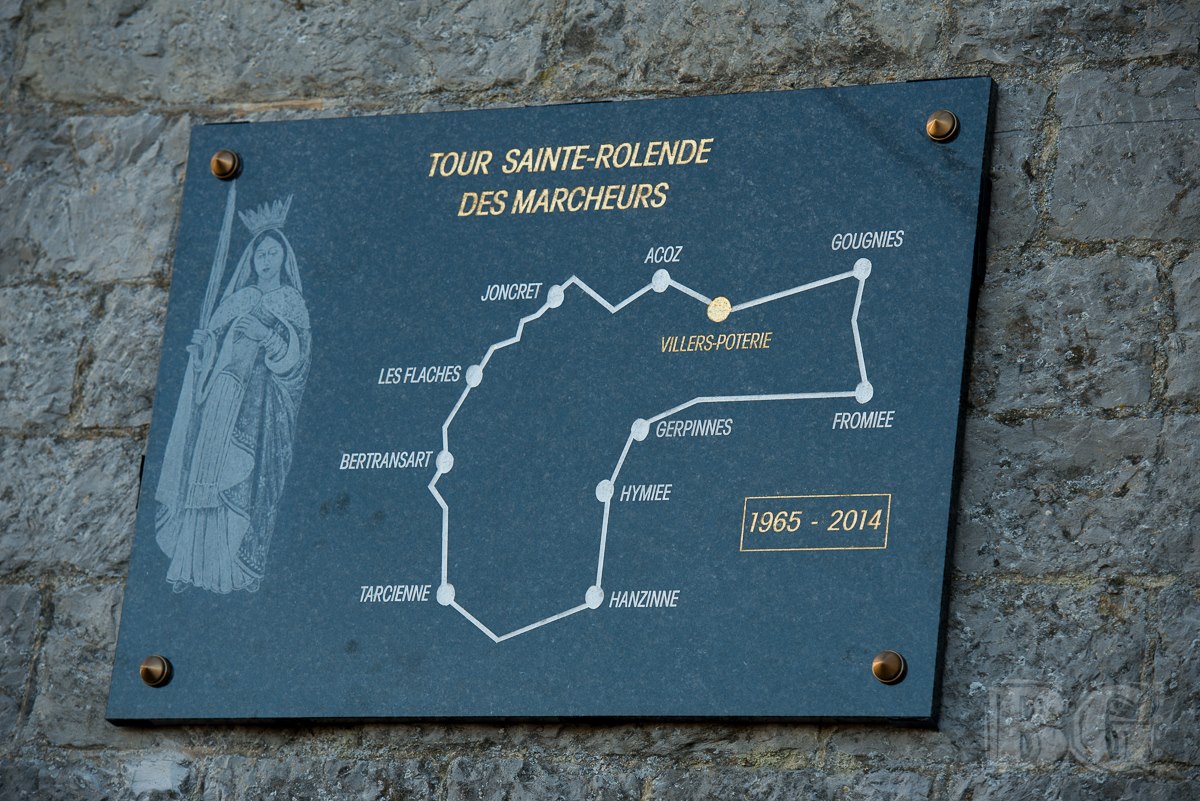 TOUR SAINTE-ROLENDE
DES MARCHEURS
GOUGNIES
ACOZ
JONCRET
VILLERS-POTERIE
LES FLACHES
FROMIEE
GERPINNES
BERTRANSART
HYMIEE
1965 - 2014
TARCIENNE
HANZINNE
BG